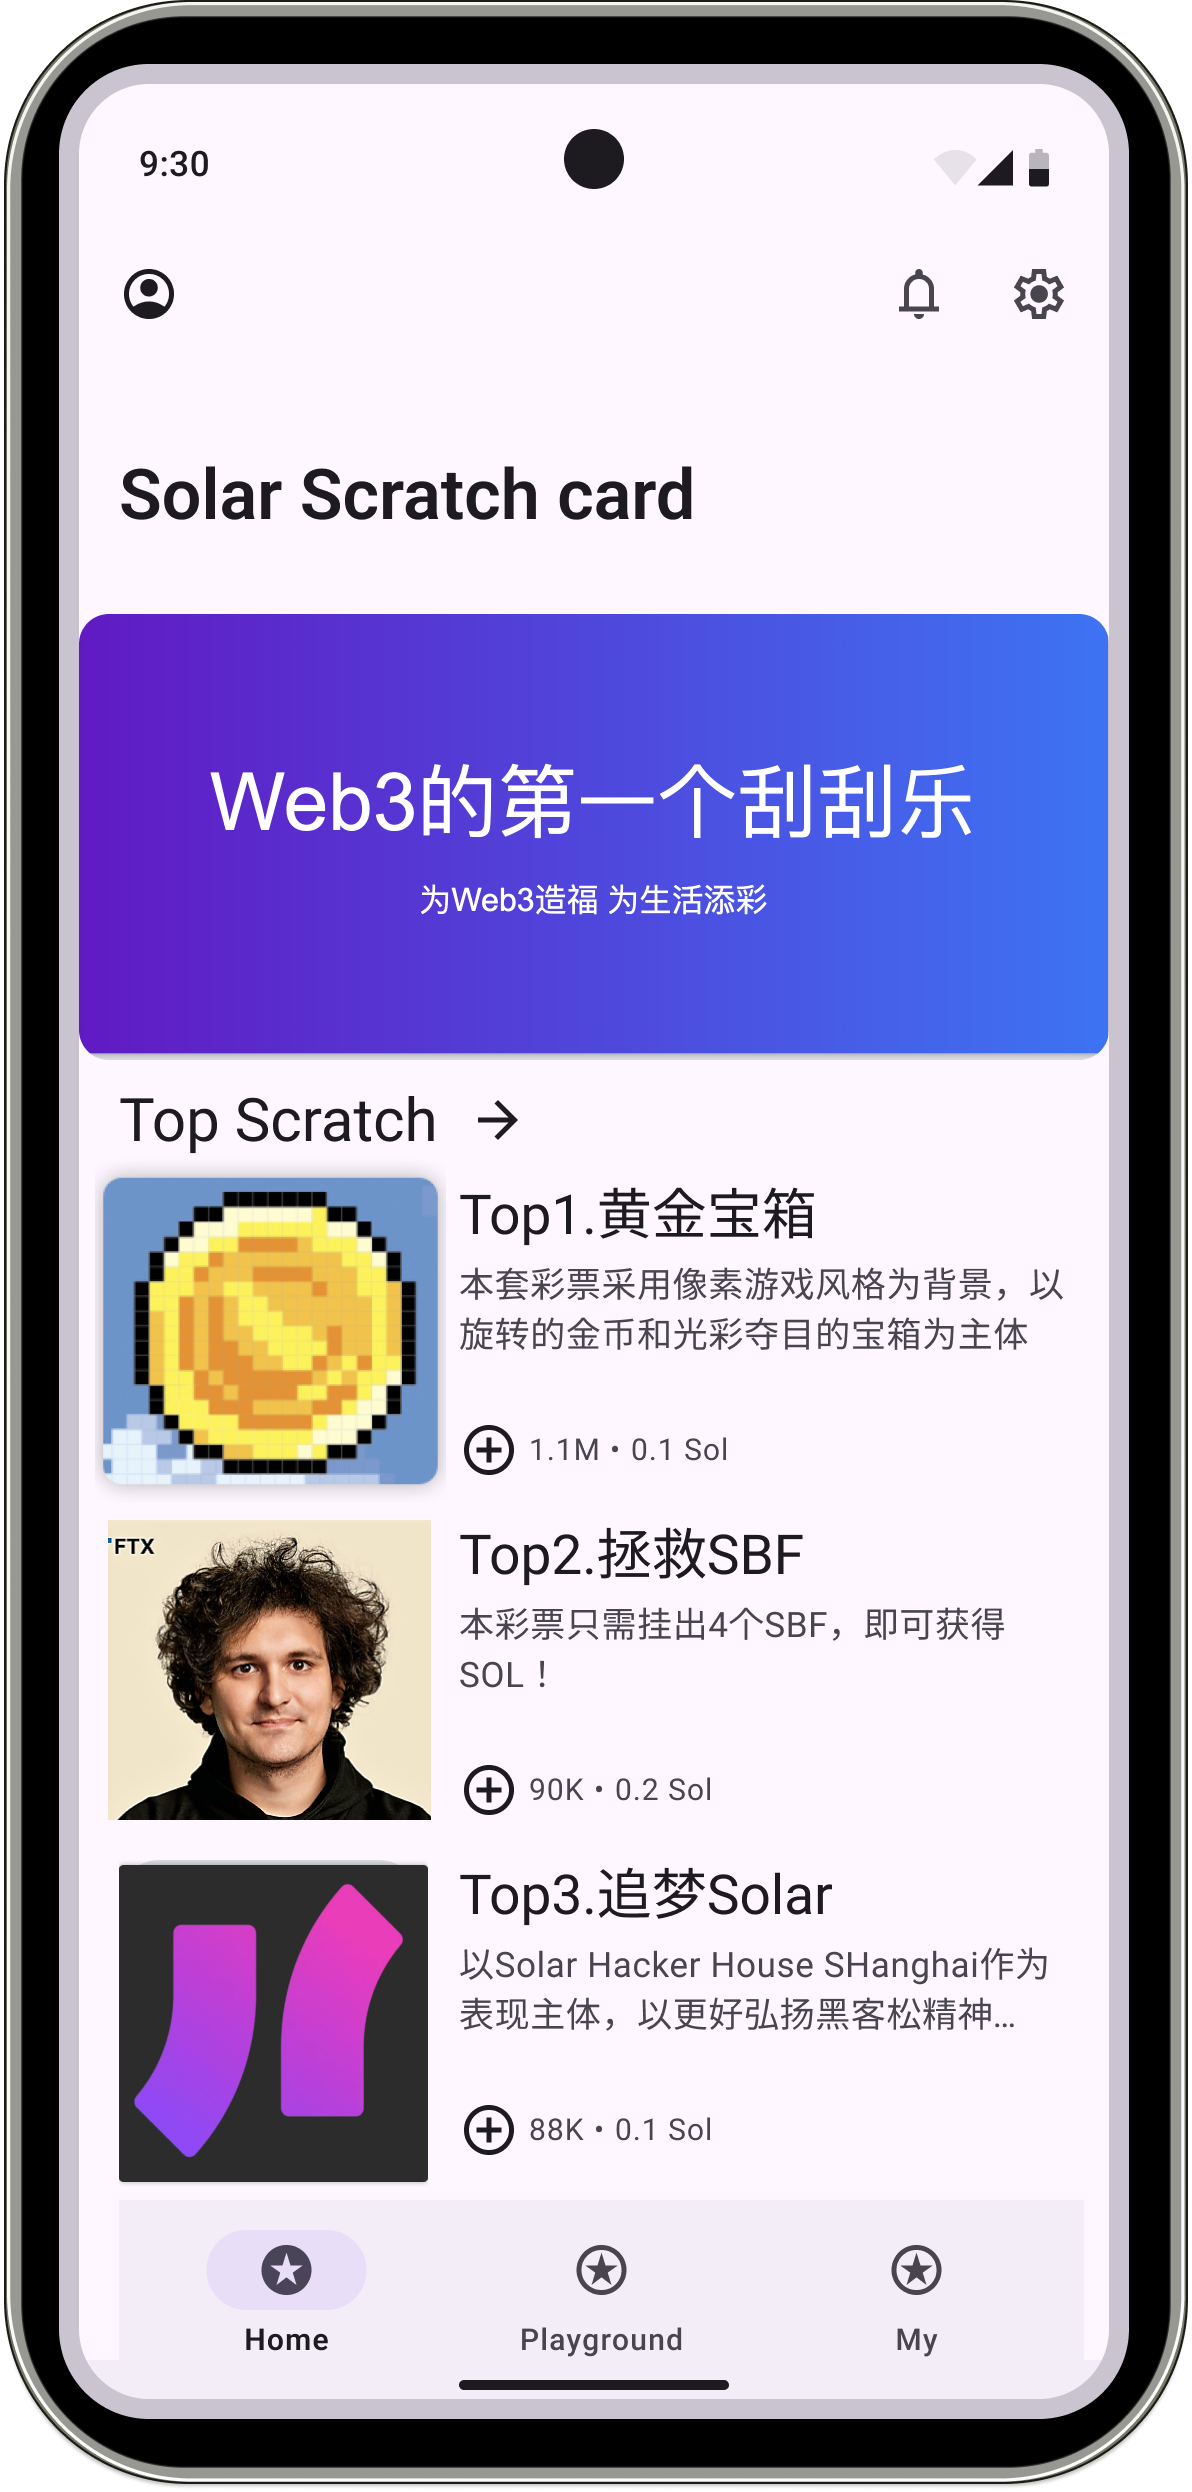 9:30
Solar Scratch card
Web3的第一个刮刮乐
为Web3造福 为生活添彩
Top Scratch
Top1.黄金宝箱
本套彩票采用像素游戏风格为背景，以
旋转的金币和光彩夺目的宝箱为主体
1.1M • 0.1 Sol
FTX
Top2.拯救SBF
本彩票只需挂出4个SBF，即可获得
SOL！
90K • 0.2 Sol
Top3.追梦Solar
以Solar Hacker House SHanghai作为
表现主体，以更好弘扬黑客松精神...
88K • 0.1 Sol
Home
Playground
My